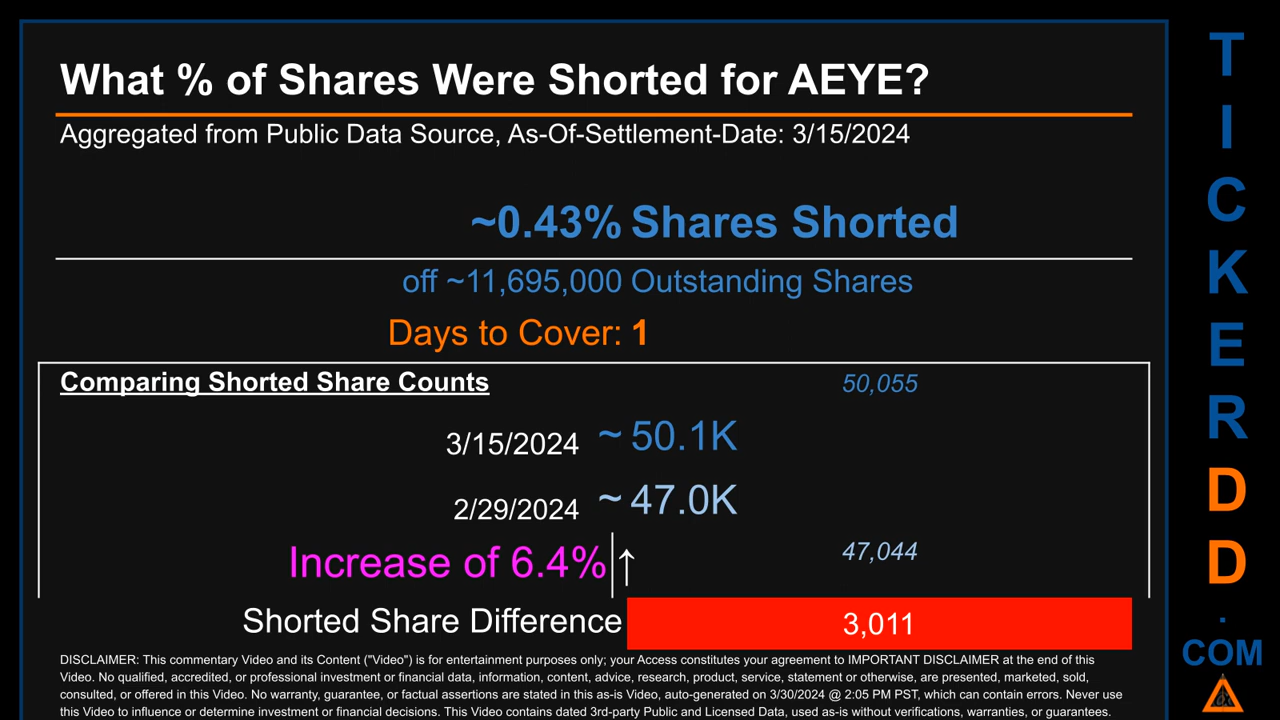 What % of Shares Were Shorted for AEYE?
Aggregated from Public Data Source, As-Of-Settlement-Date: 3/15/2024
~0.43% Shares Shorted
off ~11,695,000 Outstanding Shares
Days to Cover: 1
Comparing Shorted Share Counts
50,055
3/15/2024 ~ 50.1K
2/29/2024 ~ 47.0K
47,044
Increase of 6.4% ↑
Shorted Share Difference 3,011
DISCLAIMER: This commentary Video and its Content ("Video") is for entertainment purposes only; your Access constitutes your agreement to IMPORTANT DISCLAIMER at the end of this
Video. No qualified, accredited, or professional investment or financial data, information, content, advice, research, product, service, statement or otherwise, are presented, marketed, sold,
consulted, or offered in this Video. No warranty, guarantee, or factual assertions are stated in this as-is Video, auto-generated on 3/30/2024 @ 2:05 PM PST, which can contain errors. Never use
this Video to influence or determine investment or financial decisions. This Video contains dated 3rd-party Public and Licensed Data, used as-is without verifications, warranties, or guarantees.
T
I
C
K
E
R
D
D
.
COM